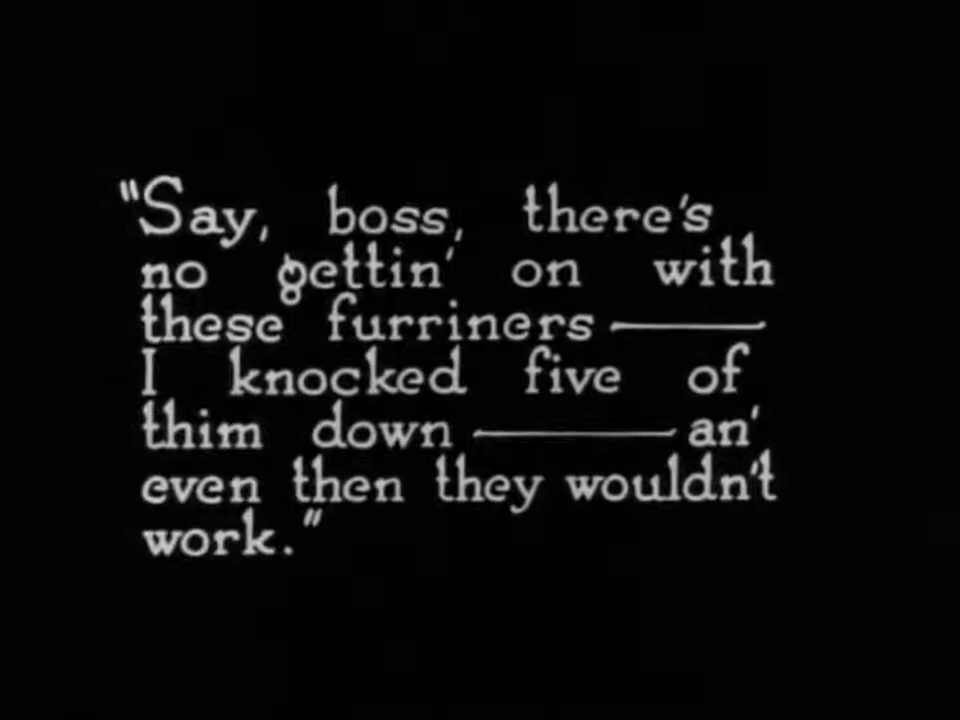 "Say, boss, there's
no gettin' on with
these furriners —
I knocked five of
thim down — an'
even then they wouldn't
work."